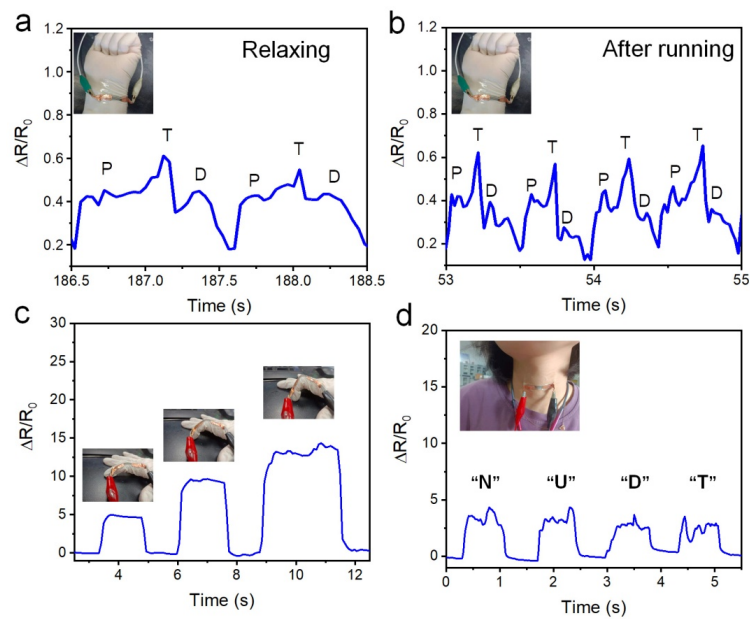 a
Relaxing
ΔR/R0
1.2
1.0
0.8
0.6
0.4
0.2
P
T
D
P
T
D
186.5 187.0 187.5 188.0 188.5
Time (s)
b
After running
ΔR/R0
1.2
1.0
0.8
0.6
0.4
0.2
P T D P T D P T D P T D
53 54 55
Time (s)
c
ΔR/R0
30
25
20
15
10
5
0
4 6 8 10 12
Time (s)
d
ΔR/R0
20
15
10
5
0
“N” “U” “D” “T”
0 1 2 3 4 5
Time (s)